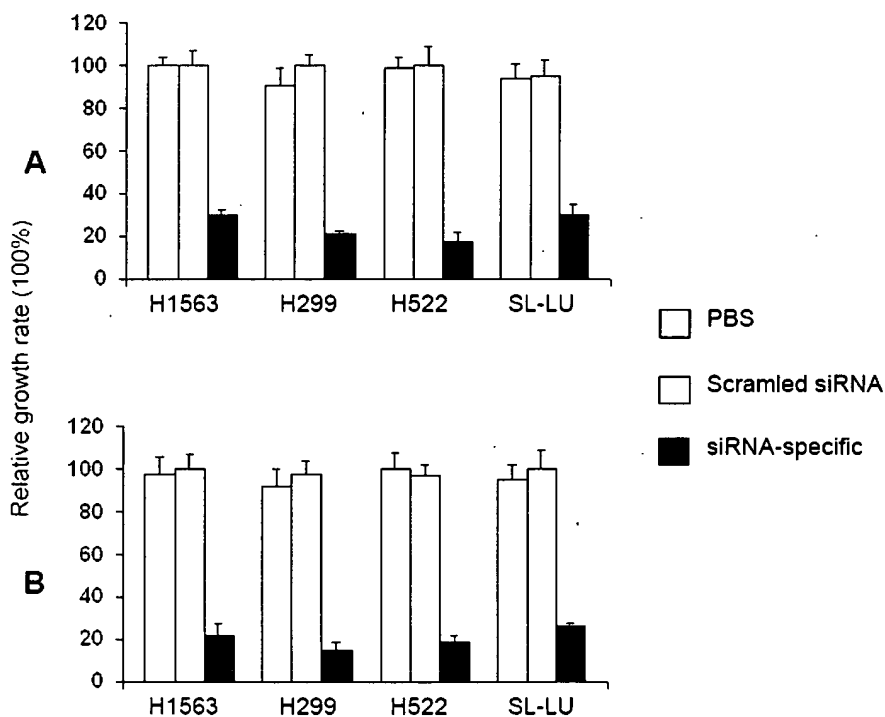 120
100
80
60
40
20
0
A
H1563 H299 H522 SL-LU
Relative growth rate (100%)
PBS
Scramled siRNA
siRNA-specific
120
100
80
60
40
20
0
B
H1563 H299 H522 SL-LU